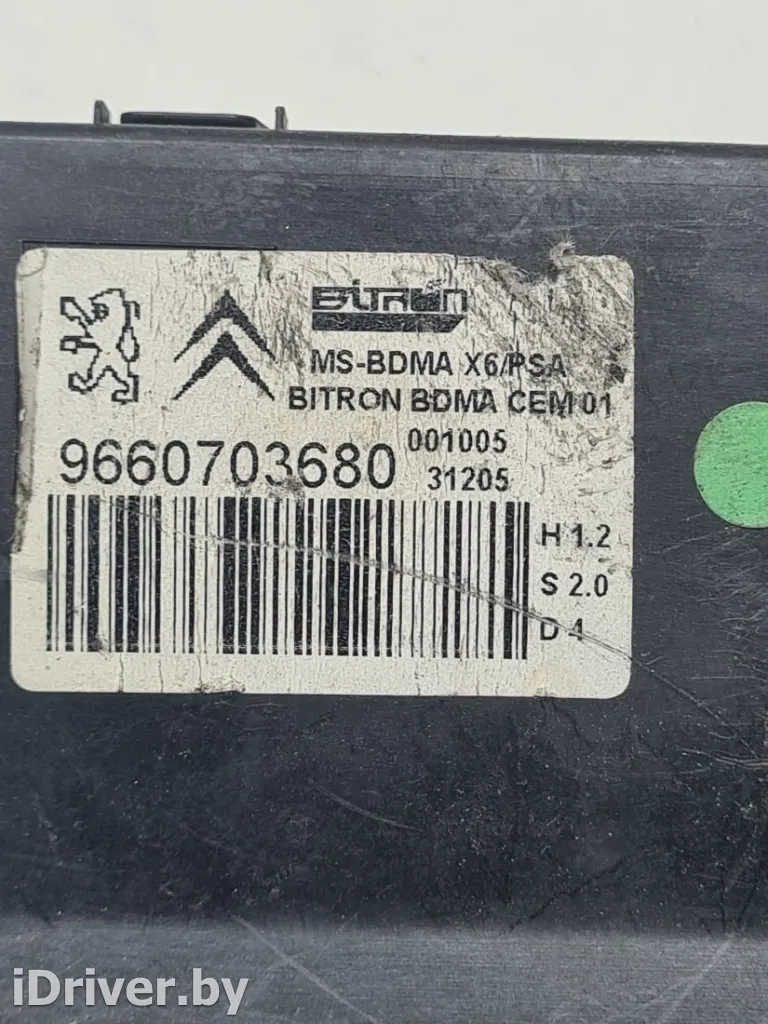 BITRON
MS-BDMA X6/PSA
BITRON BDMA CEM 01
9660703680
001005
31205
H 1.2
S 2.0
D 4
iDriver.by